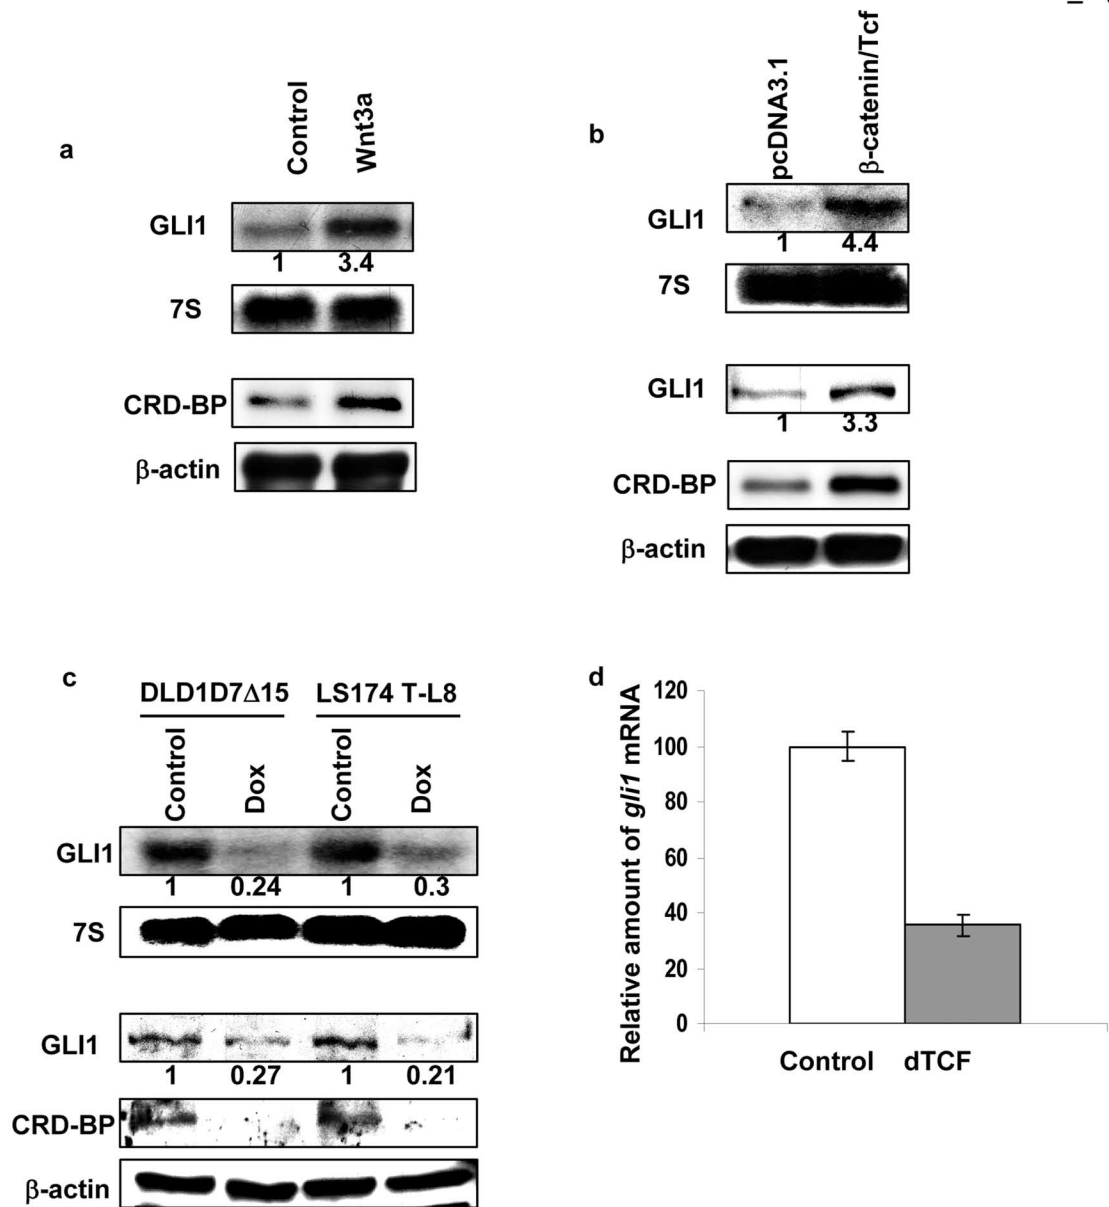 a
Control
Wnt3a
GLI1
1 3.4
7S
CRD-BP
β-actin
b
pcDNA3.1
β-catenin/Tcf
GLI1
1 4.4
7S
GLI1
1 3.3
CRD-BP
β-actin
c
DLD1D7Δ15 LS174 T-L8
Control Dox Control Dox
GLI1
1 0.24 1 0.3
7S
GLI1
1 0.27 1 0.21
CRD-BP
β-actin
d
Relative amount of gli1 mRNA
120
100
80
60
40
20
0
Control dTCF